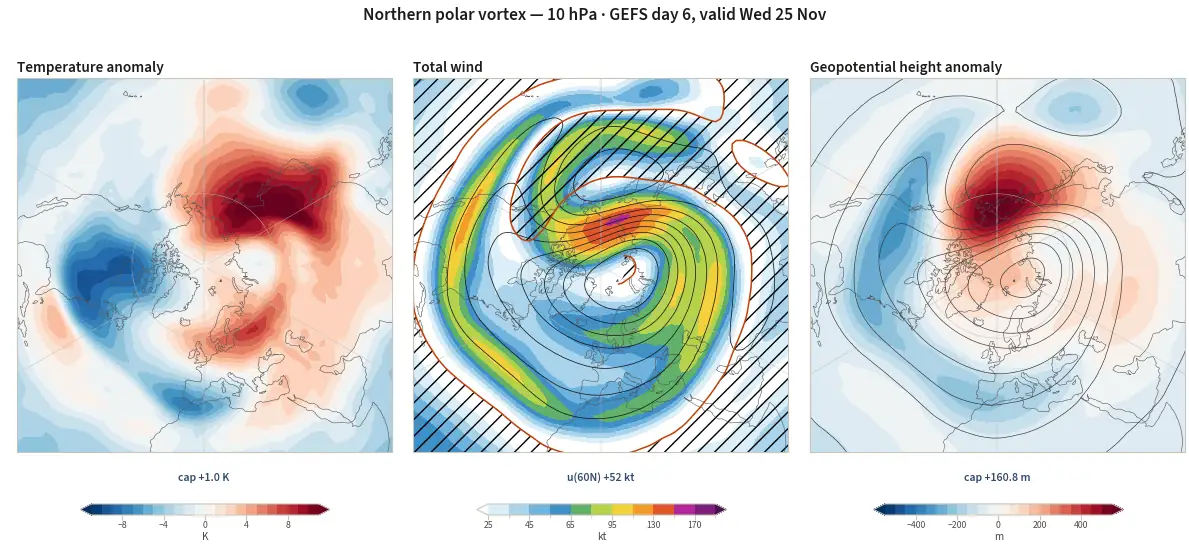 Northern polar vortex — 10 hPa · GEFS day 6, valid Wed 25 Nov
Temperature anomaly
Total wind
Geopotential height anomaly
cap +1.0 K
u(60N) +52 kt
cap +160.8 m
−8 −4 0 4 8
K
25 45 65 95 130 170
kt
−400 −200 0 200 400
m